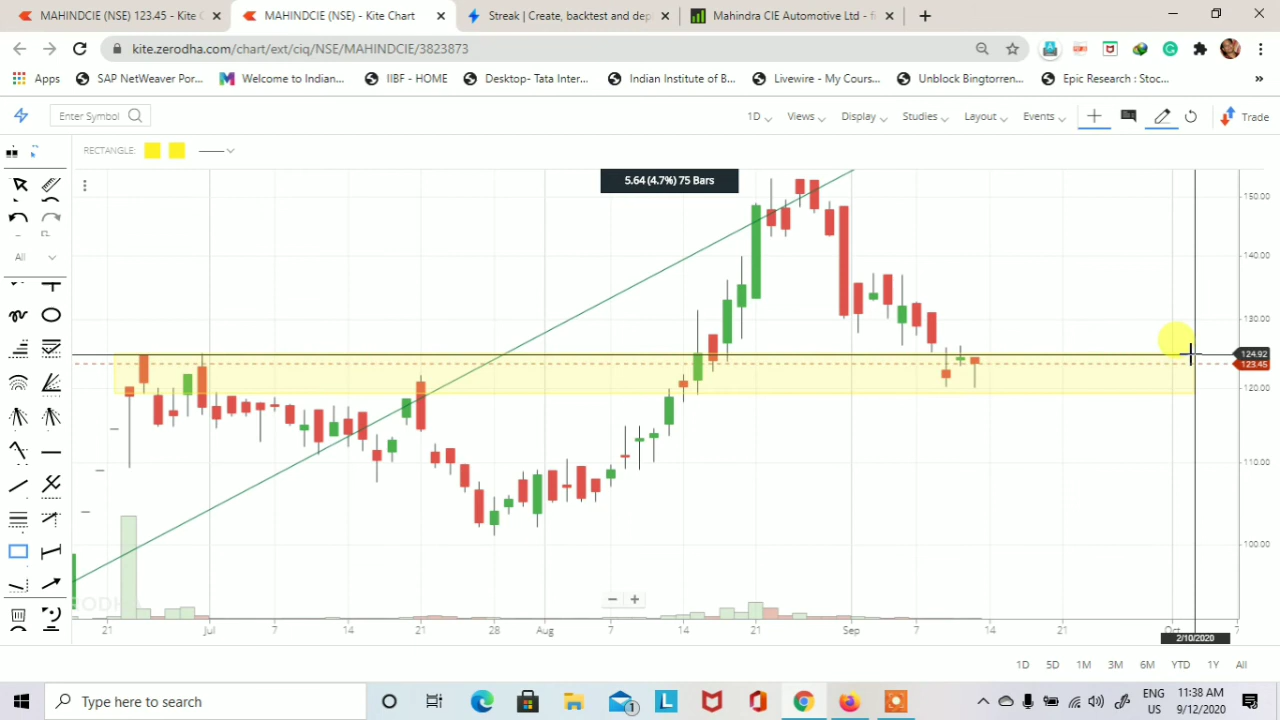 MAHINDCIE (NSE) 123.45 - Kite C
MAHINDCIE (NSE) - Kite Chart
Streak | Create, backtest and dep
Mahindra CIE Automotive Ltd - fi
kite.zerodha.com/chart/ext/ciq/NSE/MAHINDCIE/3823873
Apps
SAP NetWeaver Por...
Welcome to Indian...
IIBF - HOME
Desktop- Tata Inter...
Indian Institute of B...
Livewire - My Cours...
Unblock Bingtorren...
Epic Research : Stoc...
»
Enter Symbol
1D
Views
Display
Studies
Layout
Events
Trade
RECTANGLE:
5.64 (4.7%) 75 Bars
All
150.00
140.00
130.00
124.92
123.45
120.00
110.00
100.00
21
Jul
7
14
21
28
Aug
7
14
21
Sep
7
14
21
Oct
7
2/10/2020
1D
5D
1M
3M
6M
YTD
1Y
All
Type here to search
1
L
ENG
US
11:38 AM
9/12/2020